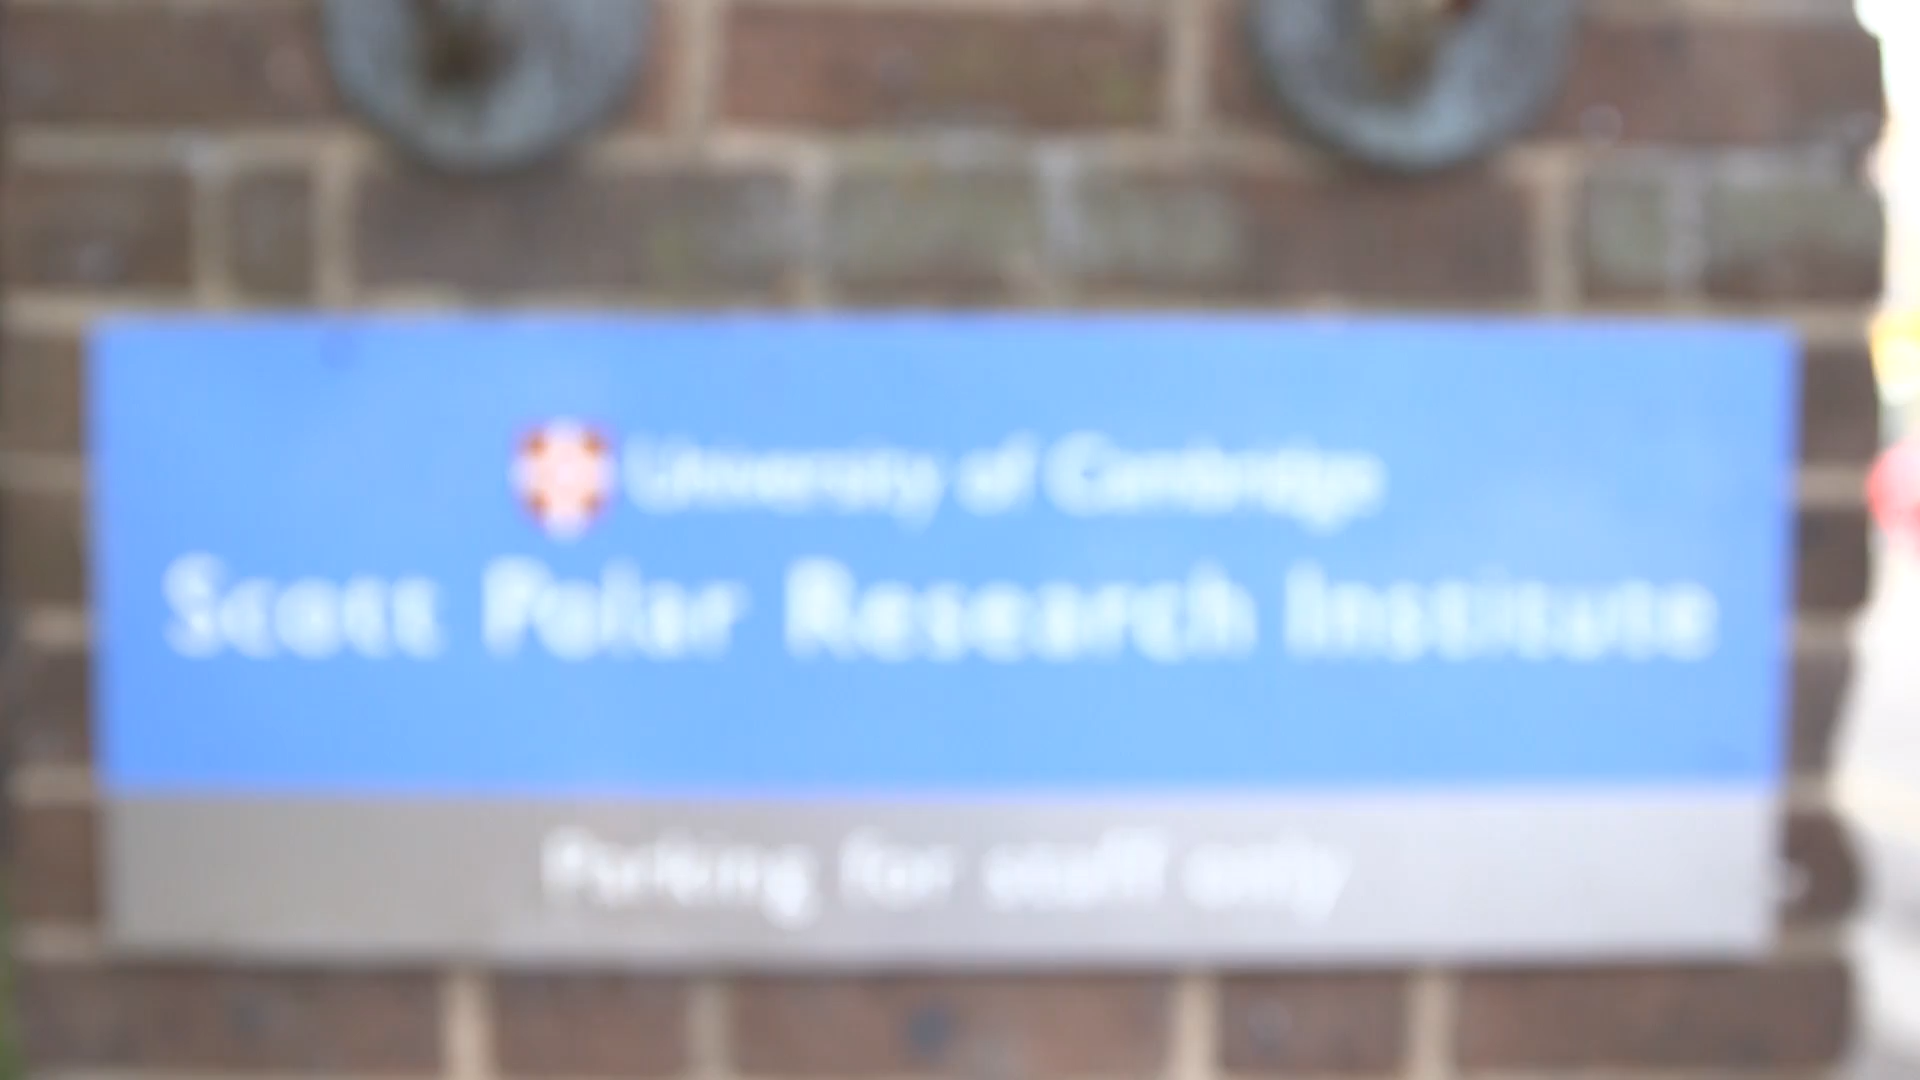 University of Cambridge
Scott Polar Research Institute
Parking for staff only